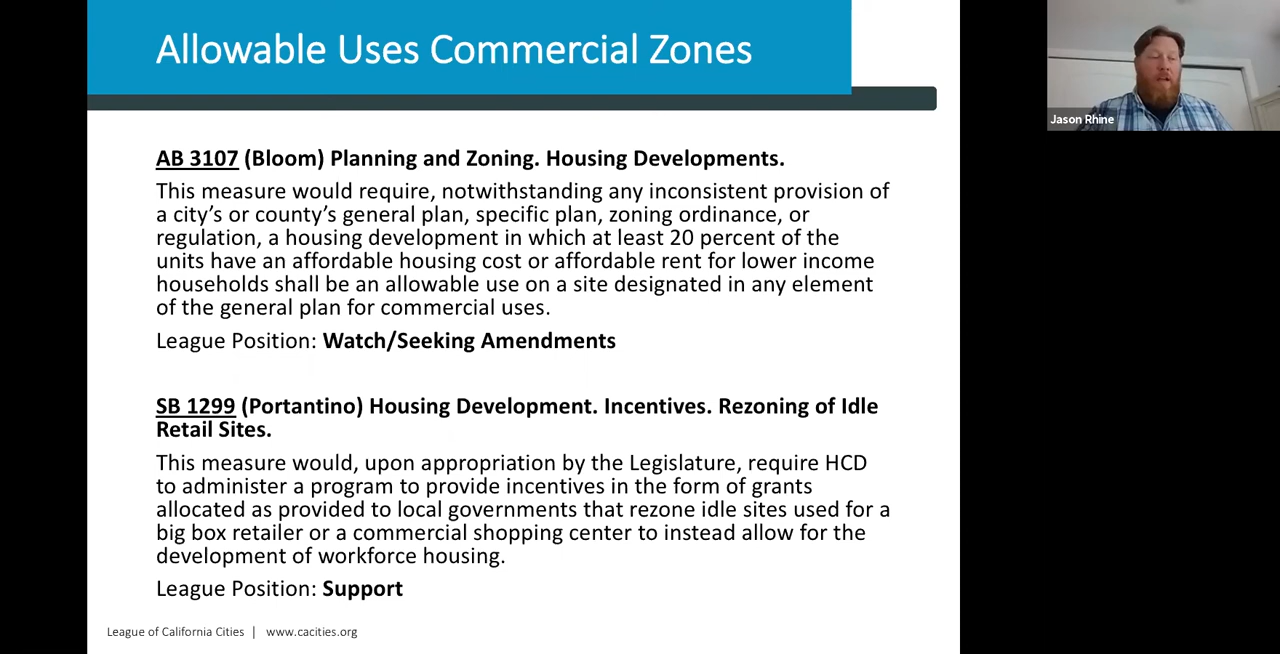 Allowable Uses Commercial Zones
Jason Rhine
AB 3107 (Bloom) Planning and Zoning. Housing Developments.
This measure would require, notwithstanding any inconsistent provision of
a city’s or county’s general plan, specific plan, zoning ordinance, or
regulation, a housing development in which at least 20 percent of the
units have an affordable housing cost or affordable rent for lower income
households shall be an allowable use on a site designated in any element
of the general plan for commercial uses.
League Position: Watch/Seeking Amendments
SB 1299 (Portantino) Housing Development. Incentives. Rezoning of Idle
Retail Sites.
This measure would, upon appropriation by the Legislature, require HCD
to administer a program to provide incentives in the form of grants
allocated as provided to local governments that rezone idle sites used for a
big box retailer or a commercial shopping center to instead allow for the
development of workforce housing.
League Position: Support
League of California Cities | www.cacities.org